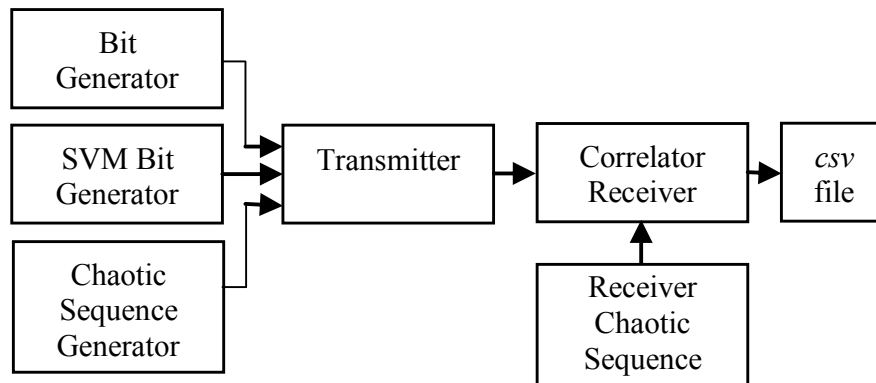 Bit
Generator
SVM Bit
Generator
Chaotic
Sequence
Generator
Transmitter
Correlator
Receiver
csv
file
Receiver
Chaotic
Sequence